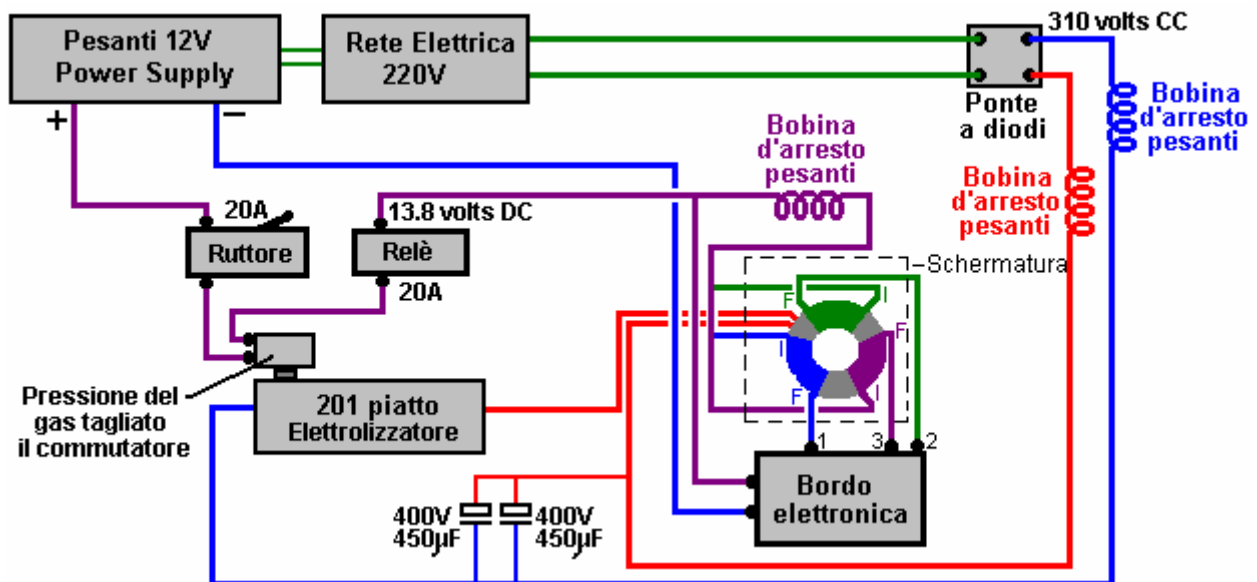 Pesanti 12V
Power Supply
Rete Elettrica
220V
310 volts CC
Ponte
a diodi
Bobina
d'arresto
pesanti
Bobina
d'arresto
pesanti
Bobina
d'arresto
pesanti
+
−
20A
Ruttore
13.8 volts DC
Relè
20A
Schermatura
F
I
F
I
I
F
Pressione del
gas tagliato
il commutatore
201 piatto
Elettrolizzatore
1
3
2
Bordo
elettronica
400V
450µF
400V
450µF